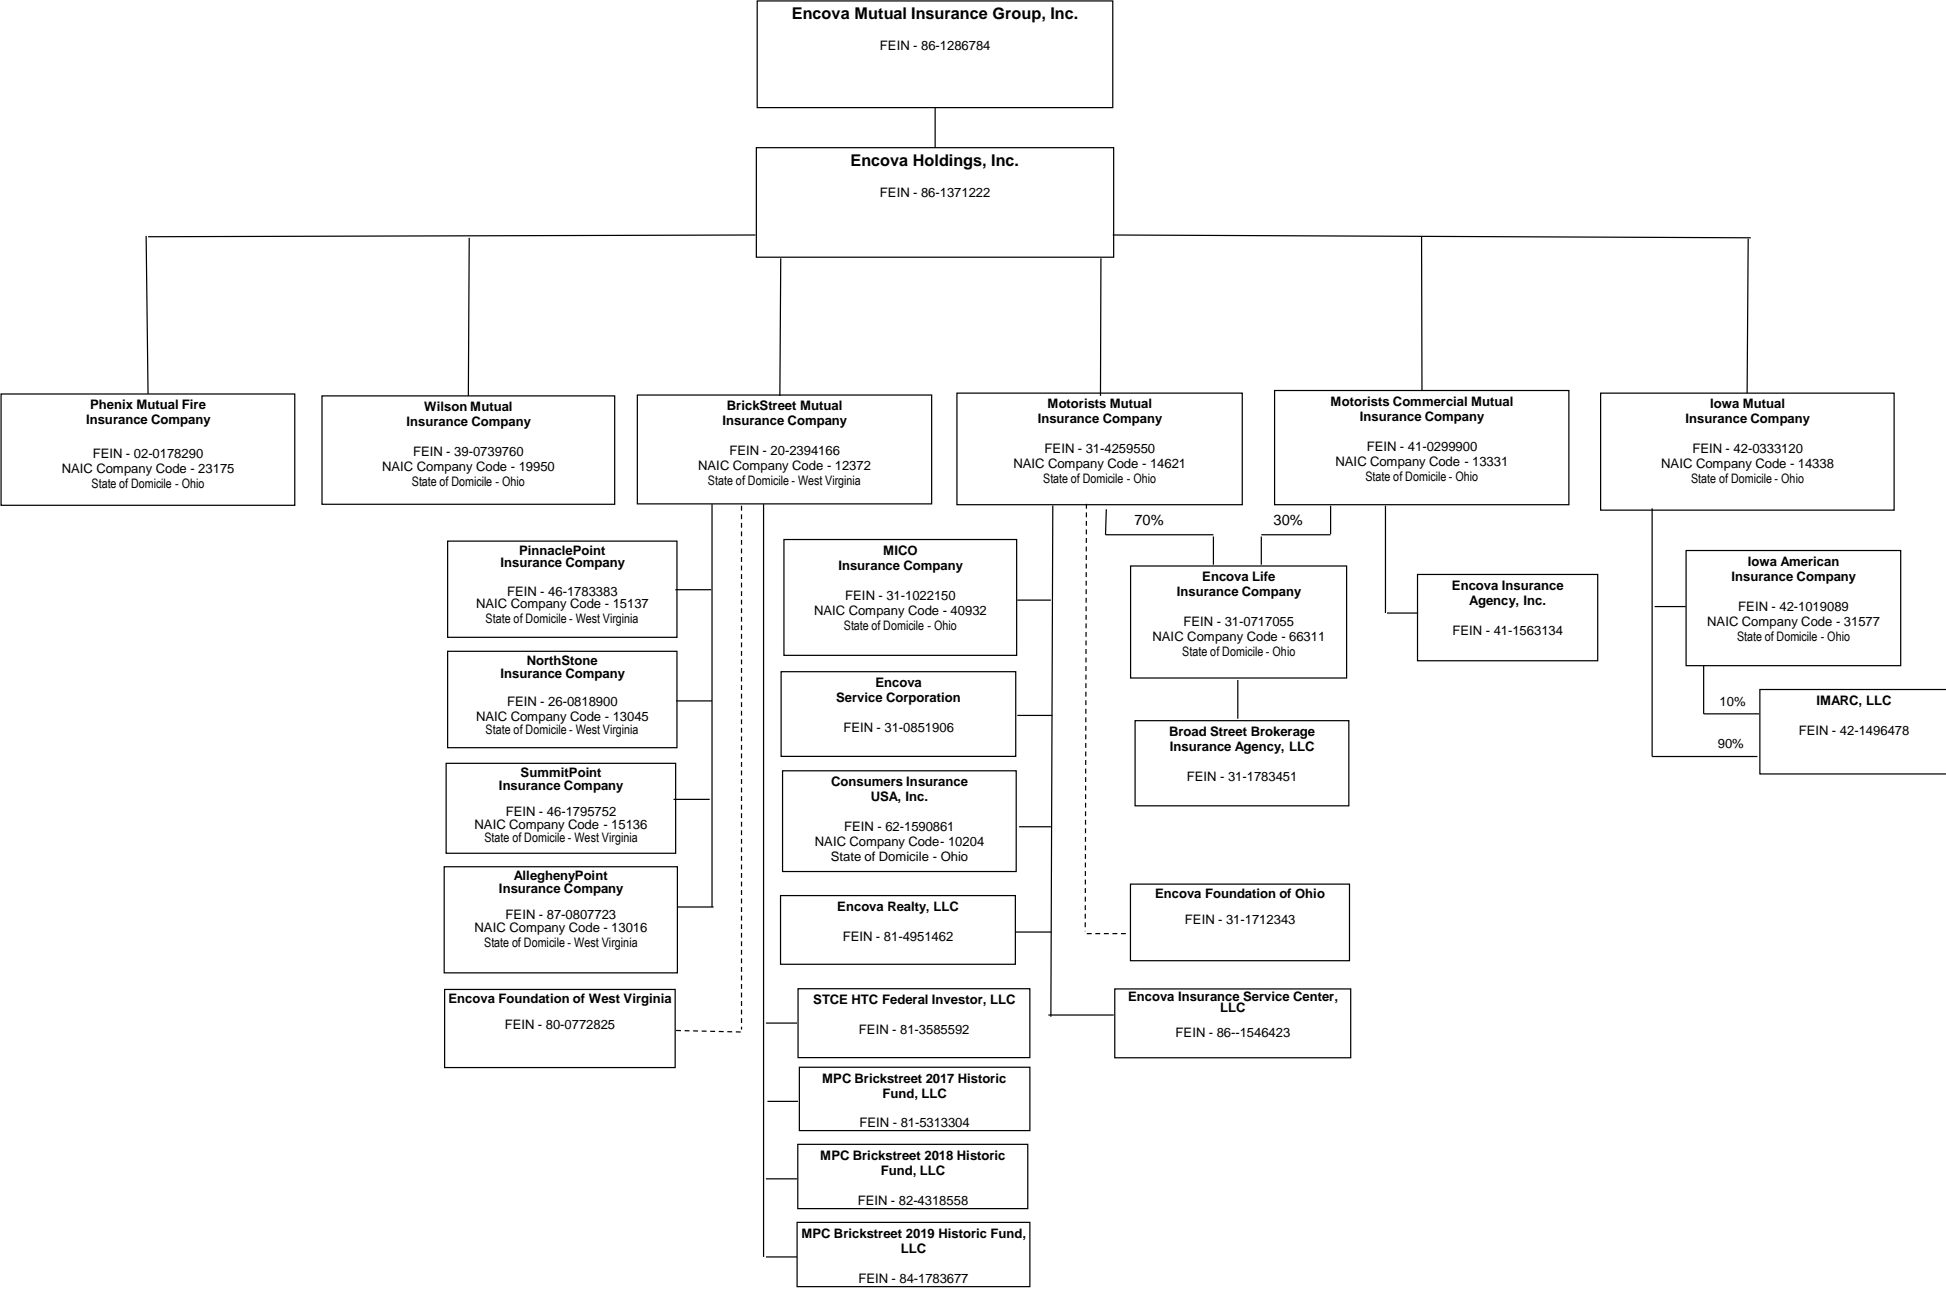 Encova Mutual Insurance Group, Inc.
FEIN - 86-1286784
Encova Holdings, Inc.
FEIN - 86-1371222
Phenix Mutual Fire
Insurance Company
FEIN - 02-0178290
NAIC Company Code - 23175
State of Domicile - Ohio
Wilson Mutual
Insurance Company
FEIN - 39-0739760
NAIC Company Code - 19950
State of Domicile - Ohio
BrickStreet Mutual
Insurance Company
FEIN - 20-2394166
NAIC Company Code - 12372
State of Domicile - West Virginia
Motorists Mutual
Insurance Company
FEIN - 31-4259550
NAIC Company Code - 14621
State of Domicile - Ohio
Motorists Commercial Mutual
Insurance Company
FEIN - 41-0299900
NAIC Company Code - 13331
State of Domicile - Ohio
Iowa Mutual
Insurance Company
FEIN - 42-0333120
NAIC Company Code - 14338
State of Domicile - Ohio
70%
30%
PinnaclePoint
Insurance Company
FEIN - 46-1783383
NAIC Company Code - 15137
State of Domicile - West Virginia
NorthStone
Insurance Company
FEIN - 26-0818900
NAIC Company Code - 13045
State of Domicile - West Virginia
SummitPoint
Insurance Company
FEIN - 46-1795752
NAIC Company Code - 15136
State of Domicile - West Virginia
AlleghenyPoint
Insurance Company
FEIN - 87-0807723
NAIC Company Code - 13016
State of Domicile - West Virginia
Encova Foundation of West Virginia
FEIN - 80-0772825
MICO
Insurance Company
FEIN - 31-1022150
NAIC Company Code - 40932
State of Domicile - Ohio
Encova
Service Corporation
FEIN - 31-0851906
Consumers Insurance
USA, Inc.
FEIN - 62-1590861
NAIC Company Code- 10204
State of Domicile - Ohio
Encova Realty, LLC
FEIN - 81-4951462
STCE HTC Federal Investor, LLC
FEIN - 81-3585592
MPC Brickstreet 2017 Historic
Fund, LLC
FEIN - 81-5313304
MPC Brickstreet 2018 Historic
Fund, LLC
FEIN - 82-4318558
MPC Brickstreet 2019 Historic Fund,
LLC
FEIN - 84-1783677
Encova Life
Insurance Company
FEIN - 31-0717055
NAIC Company Code - 66311
State of Domicile - Ohio
Broad Street Brokerage
Insurance Agency, LLC
FEIN - 31-1783451
Encova Foundation of Ohio
FEIN - 31-1712343
Encova Insurance Service Center,
LLC
FEIN - 86--1546423
Encova Insurance
Agency, Inc.
FEIN - 41-1563134
Iowa American
Insurance Company
FEIN - 42-1019089
NAIC Company Code - 31577
State of Domicile - Ohio
10%
90%
IMARC, LLC
FEIN - 42-1496478